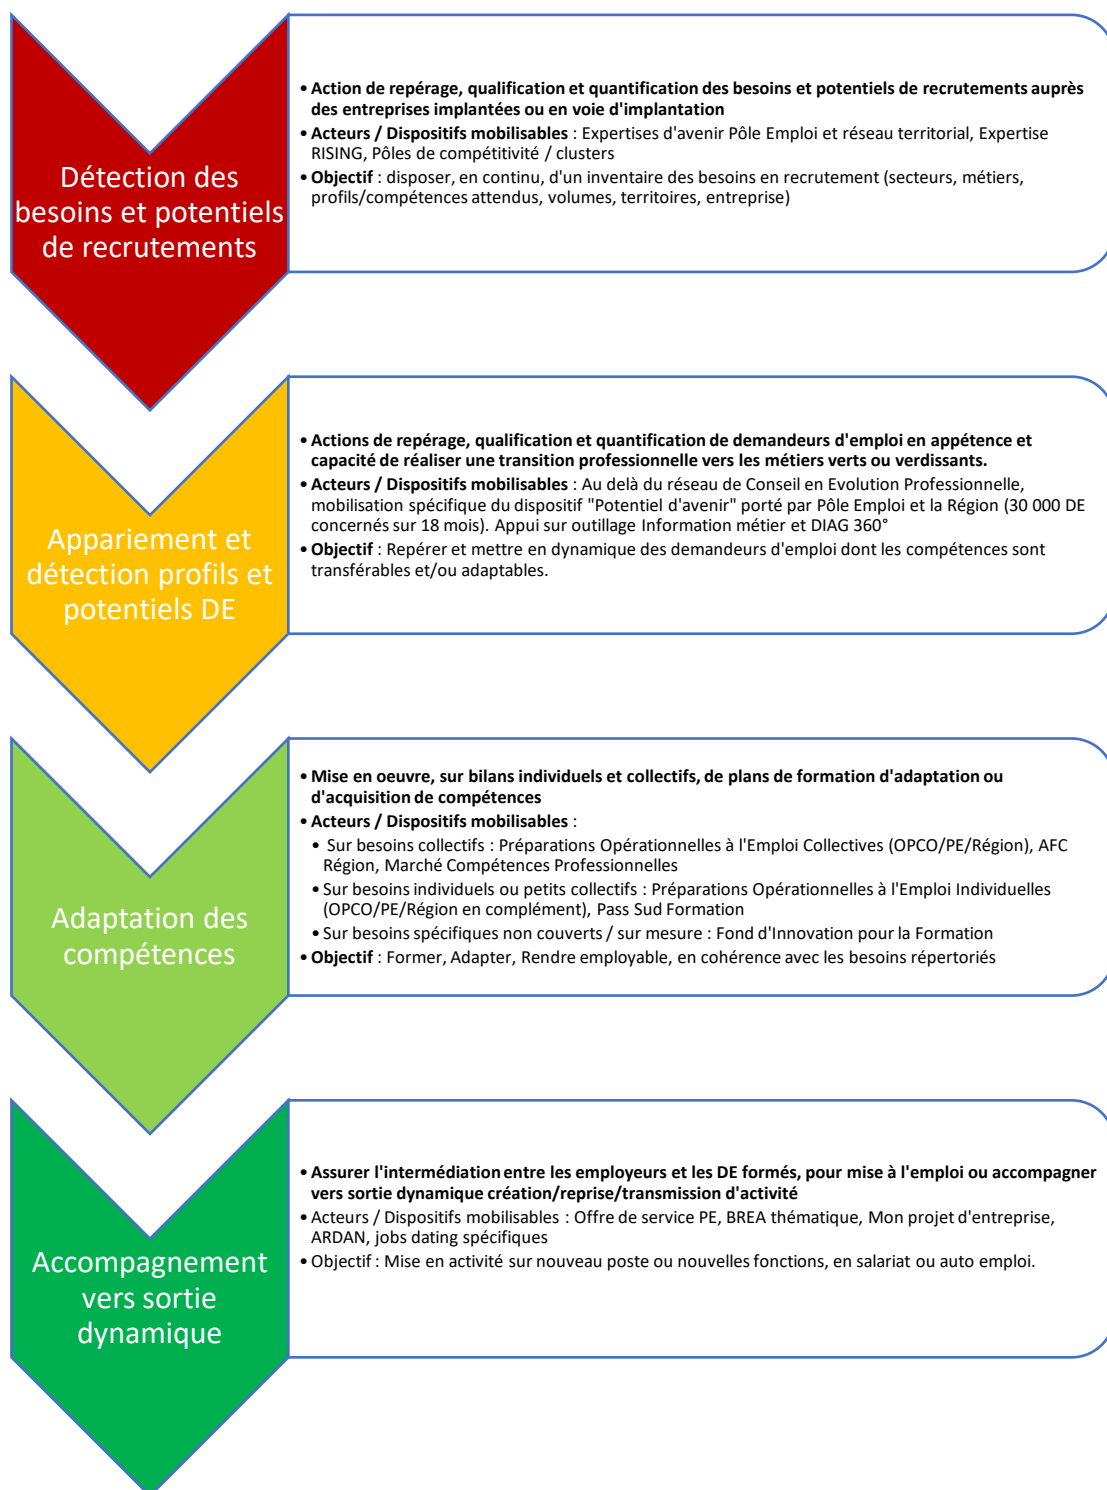 Détection des
besoins et potentiels
de recrutements
• Action de repérage, qualification et quantification des besoins et potentiels de recrutements auprès
des entreprises implantées ou en voie d'implantation
• Acteurs / Dispositifs mobilisables : Expertises d'avenir Pôle Emploi et réseau territorial, Expertise
RISING, Pôles de compétitivité / clusters
• Objectif : disposer, en continu, d'un inventaire des besoins en recrutement (secteurs, métiers,
profils/compétences attendus, volumes, territoires, entreprise)
Appariement et
détection profils et
potentiels DE
• Actions de repérage, qualification et quantification de demandeurs d'emploi en appétence et
capacité de réaliser une transition professionnelle vers les métiers verts ou verdissants.
• Acteurs / Dispositifs mobilisables : Au delà du réseau de Conseil en Evolution Professionnelle,
mobilisation spécifique du dispositif "Potentiel d'avenir" porté par Pôle Emploi et la Région (30 000 DE
concernés sur 18 mois). Appui sur outillage Information métier et DIAG 360°
• Objectif : Repérer et mettre en dynamique des demandeurs d'emploi dont les compétences sont
transférables et/ou adaptables.
Adaptation des
compétences
• Mise en oeuvre, sur bilans individuels et collectifs, de plans de formation d'adaptation ou
d'acquisition de compétences
• Acteurs / Dispositifs mobilisables :
• Sur besoins collectifs : Préparations Opérationnelles à l'Emploi Collectives (OPCO/PE/Région), AFC
Région, Marché Compétences Professionnelles
• Sur besoins individuels ou petits collectifs : Préparations Opérationnelles à l'Emploi Individuelles
(OPCO/PE/Région en complément), Pass Sud Formation
• Sur besoins spécifiques non couverts / sur mesure : Fond d'Innovation pour la Formation
• Objectif : Former, Adapter, Rendre employable, en cohérence avec les besoins répertoriés
Accompagnement
vers sortie
dynamique
• Assurer l'intermédiation entre les employeurs et les DE formés, pour mise à l'emploi ou accompagner
vers sortie dynamique création/reprise/transmission d'activité
• Acteurs / Dispositifs mobilisables : Offre de service PE, BREA thématique, Mon projet d'entreprise,
ARDAN, jobs dating spécifiques
• Objectif : Mise en activité sur nouveau poste ou nouvelles fonctions, en salariat ou auto emploi.